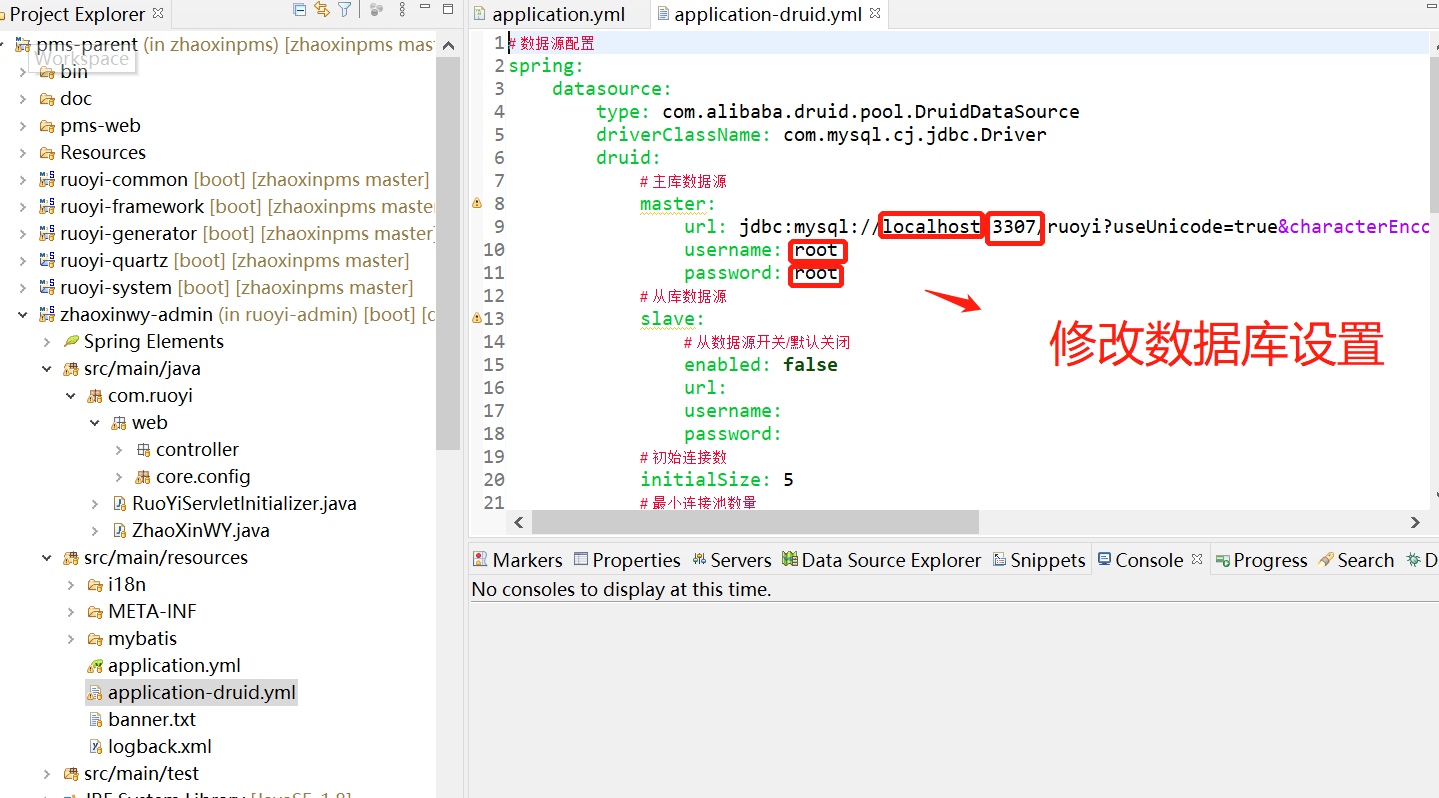 Project Explorer
pms-parent (in zhaoxinpms) [zhaoxinpms mast
Workspace
bin
doc
pms-web
Resources
ruoyi-common [boot] [zhaoxinpms master]
ruoyi-framework [boot] [zhaoxinpms maste
ruoyi-generator [boot] [zhaoxinpms master]
ruoyi-quartz [boot] [zhaoxinpms master]
ruoyi-system [boot] [zhaoxinpms master]
zhaoxinwy-admin (in ruoyi-admin) [boot] [
Spring Elements
src/main/java
com.ruoyi
web
controller
core.config
RuoYiServletInitializer.java
ZhaoXinWY.java
src/main/resources
i18n
META-INF
mybatis
application.yml
application-druid.yml
banner.txt
logback.xml
src/main/test
JRE System Library [JavaSE-1.8]
application.yml
application-druid.yml
1 # 数据源配置
2 spring:
3 datasource:
4 type: com.alibaba.druid.pool.DruidDataSource
5 driverClassName: com.mysql.cj.jdbc.Driver
6 druid:
7 # 主库数据源
8 master:
9 url: jdbc:mysql://localhost:3307/ruoyi?useUnicode=true&characterEnco
10 username: root
11 password: root
12 # 从库数据源
13 slave:
14 # 从数据源开关/默认关闭
15 enabled: false
16 url:
17 username:
18 password:
19 # 初始连接数
20 initialSize: 5
21 # 最小连接池数量
修改数据库设置
Markers Properties Servers Data Source Explorer Snippets Console Progress Search D
No consoles to display at this time.